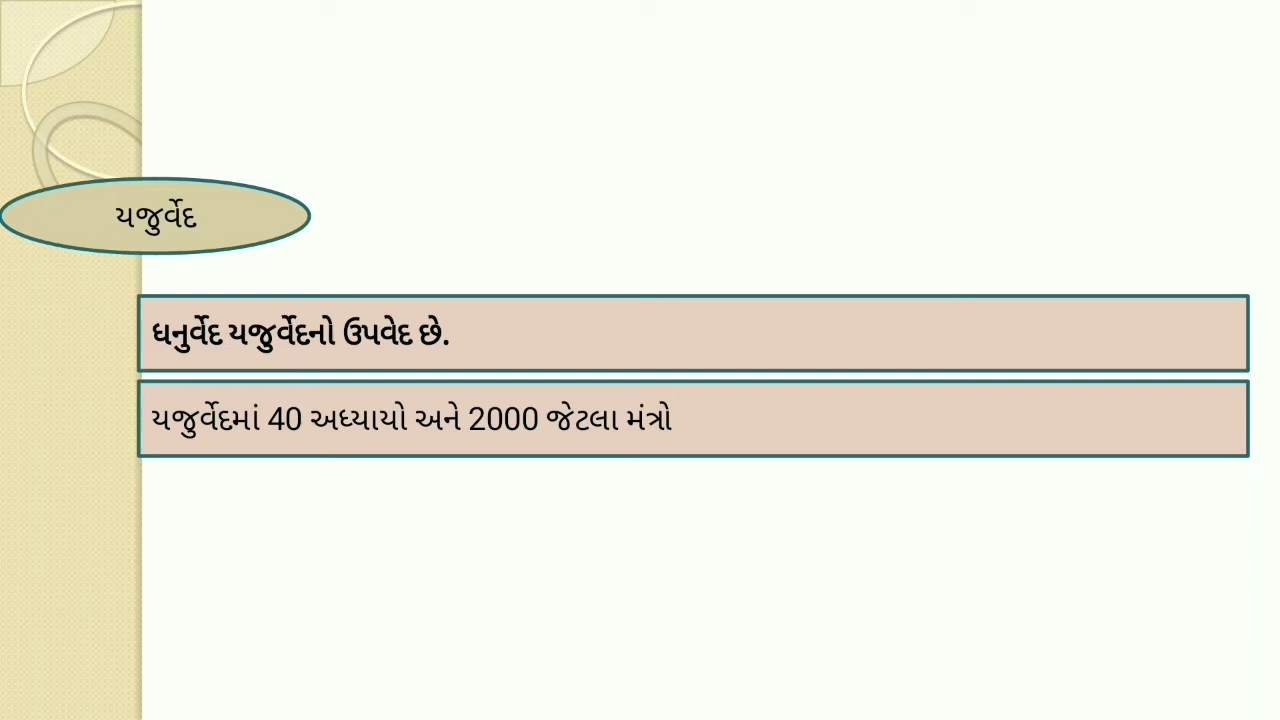 યજુર્વેદ
ધનુર્વેદ યજુર્વેદનો ઉપવેદ છે.
યજુર્વેદમાં 40 અધ્યાયો અને 2000 જેટલા મંત્રો